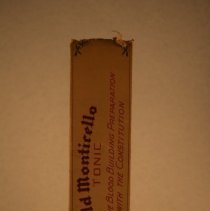 Monticello
TONIC
BLOOD BUILDING PREPARATION
WITH THE CONSTITUTION